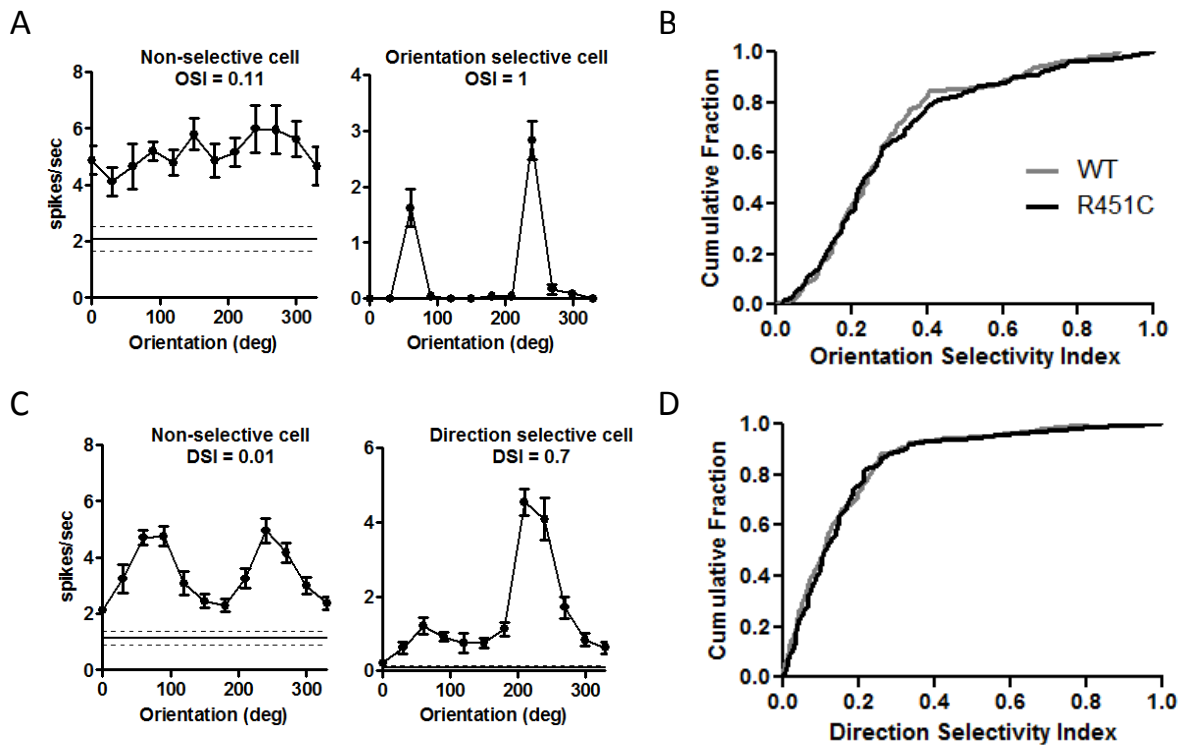 A
Non-selective cell
OSI = 0.11
spikes/sec
8
6
4
2
0
0 100 200 300
Orientation (deg)
Orientation selective cell
OSI = 1
4
3
2
1
0
0 100 200 300
Orientation (deg)
B
Cumulative Fraction
1.0
0.8
0.6
0.4
0.2
0.0
WT
R451C
0.0 0.2 0.4 0.6 0.8 1.0
Orientation Selectivity Index
C
Non-selective cell
DSI = 0.01
spikes/sec
8
6
4
2
0
0 100 200 300
Orientation (deg)
Direction selective cell
DSI = 0.7
6
4
2
0
0 100 200 300
Orientation (deg)
D
Cumulative Fraction
1.0
0.8
0.6
0.4
0.2
0.0
0.0 0.2 0.4 0.6 0.8 1.0
Direction Selectivity Index